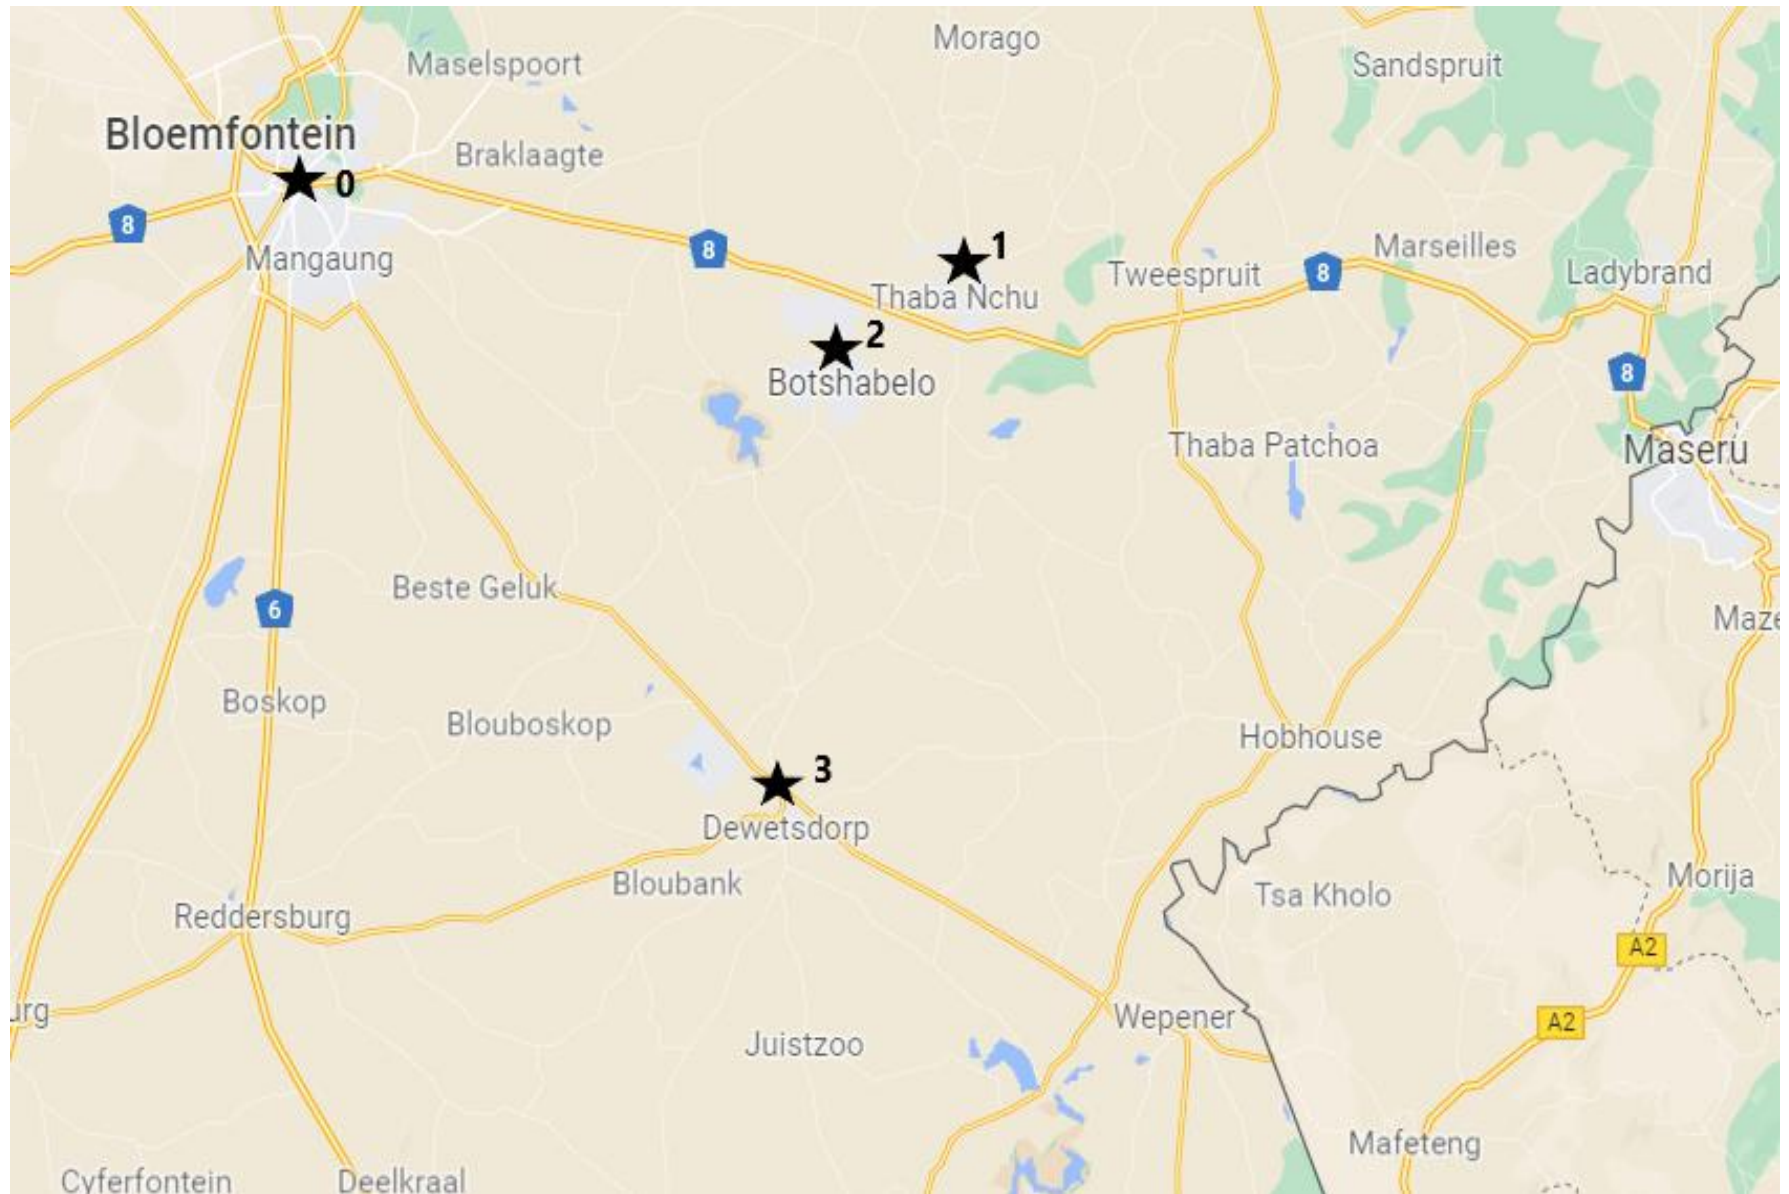 Morago
Maselspoort
Sandspruit
Bloemfontein
Braklaagte
0
8
8
1
Mangaung
Marseilles
8
Tweespruit
Ladybrand
Thaba Nchu
2
Botshabelo
8
Thaba Patchoa
Maseru
Beste Geluk
6
Maze
Boskop
Blouboskop
Hobhouse
3
Dewetsdorp
Bloubank
Tsa Kholo
Morija
Reddersburg
A2
urg
Wepener
A2
Juistzoo
Mafeteng
Cyferfontein
Deelkraal